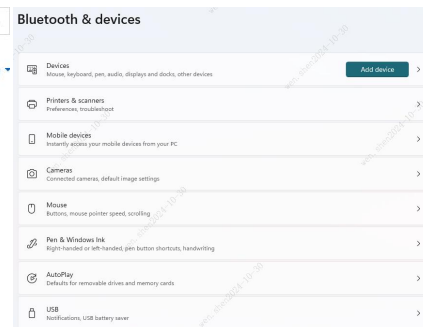 Bluetooth & devices
Devices
Mouse, keyboard, pen, audio, displays and docks, other devices
Add device
Printers & scanners
Preferences, troubleshoot
Mobile devices
Instantly access your mobile devices from your PC
Cameras
Connected cameras, default image settings
Mouse
Buttons, mouse pointer speed, scrolling
Pen & Windows Ink
Right-handed or left-handed, pen button shortcuts, handwriting
AutoPlay
Defaults for removable drives and memory cards
USB
Notifications, USB battery saver